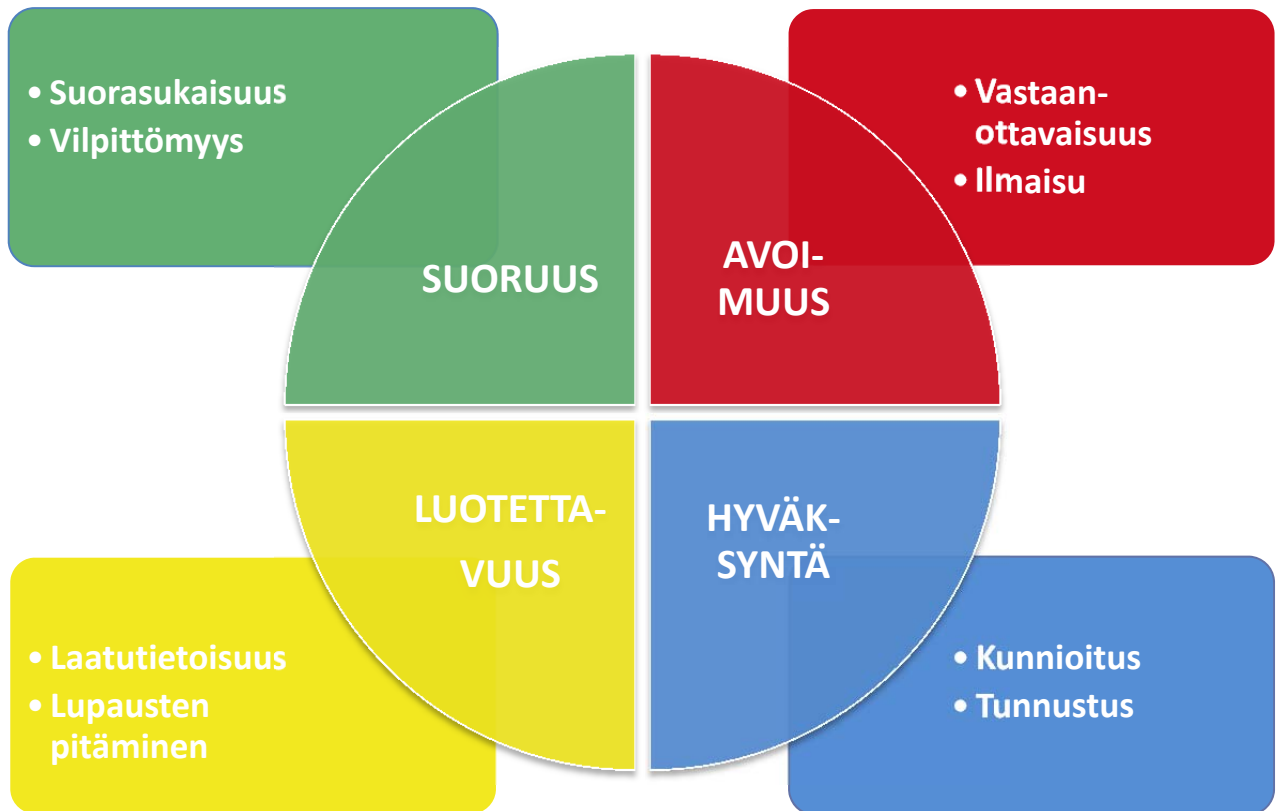 • Suorasukaisuus
• Vilpittömyys
• Vastaan-
ottavaisuus
• Ilmaisu
SUORUUS
AVOI-
MUUS
LUOTETTA-
VUUS
HYVÄK-
SYNTÄ
• Laatutietoisuus
• Lupausten
pitäminen
• Kunnioitus
• Tunnustus